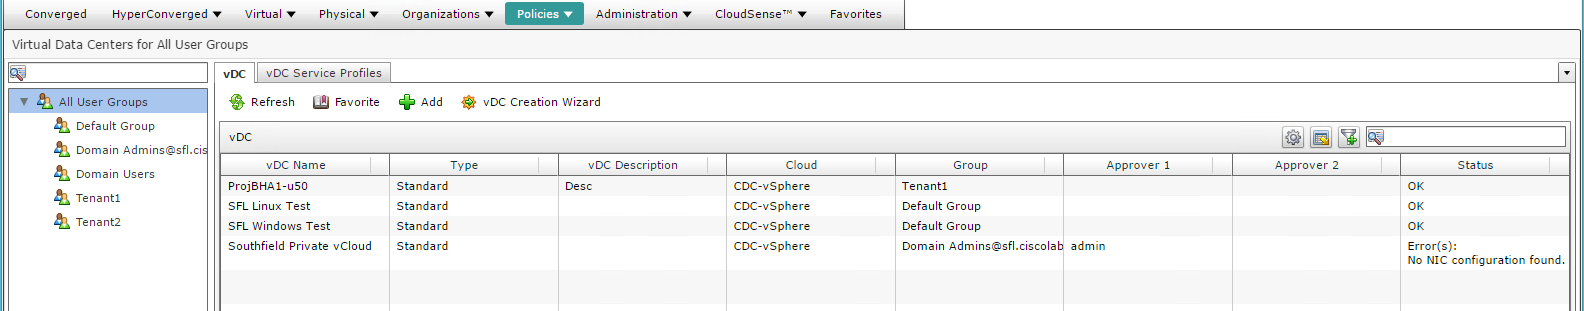 Converged HyperConverged Virtual Physical Organizations Policies Administration CloudSense™ Favorites
Virtual Data Centers for All User Groups
vDC vDC Service Profiles
All User Groups
Default Group
Domain Admins@sfl.cis
Domain Users
Tenant1
Tenant2
Refresh Favorite Add vDC Creation Wizard
vDC
vDC Name Type vDC Description Cloud Group Approver 1 Approver 2 Status
ProjBHA1-u50 Standard Desc CDC-vSphere Tenant1 OK
SFL Linux Test Standard CDC-vSphere Default Group OK
SFL Windows Test Standard CDC-vSphere Default Group OK
Southfield Private vCloud Standard CDC-vSphere Domain Admins@sfl.ciscolab admin Error(s):
No NIC configuration found.